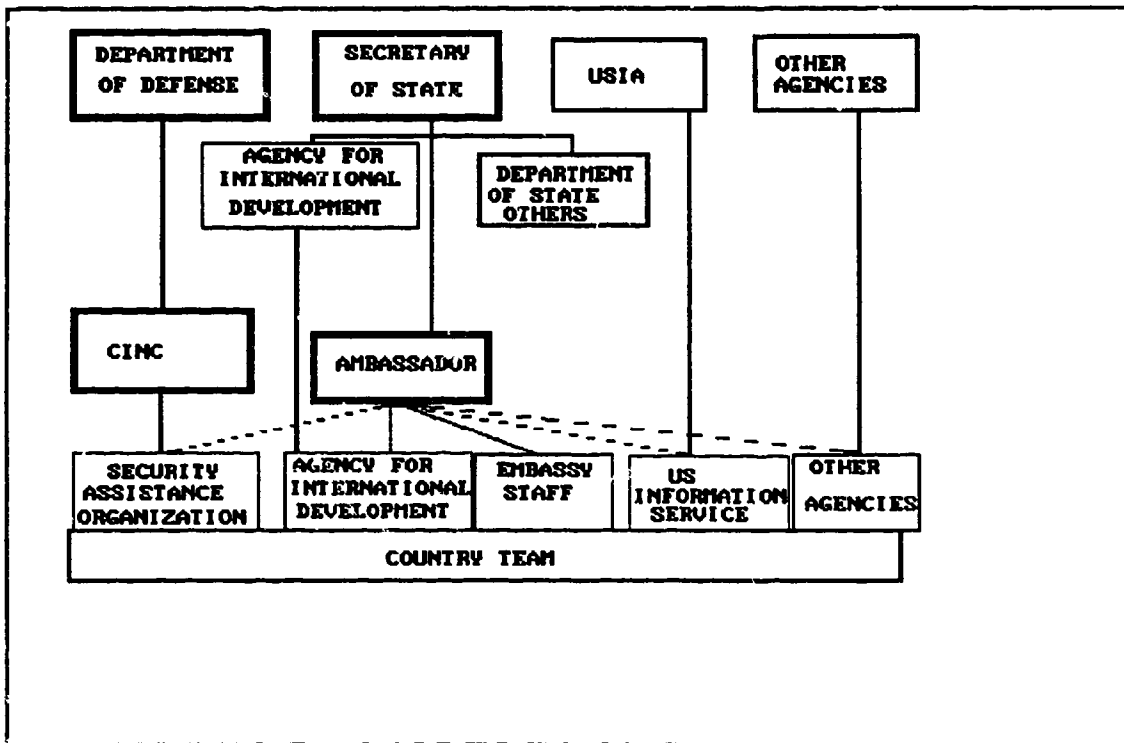 DEPARTMENT
OF DEFENSE
SECRETARY
OF STATE
USIA
OTHER
AGENCIES
AGENCY FOR
INTERNATIONAL
DEVELOPMENT
DEPARTMENT
OF STATE
OTHERS
CINC
AMBASSADOR
SECURITY
ASSISTANCE
ORGANIZATION
AGENCY FOR
INTERNATIONAL
DEVELOPMENT
EMBASSY
STAFF
US
INFORMATION
SERVICE
OTHER
AGENCIES
COUNTRY TEAM